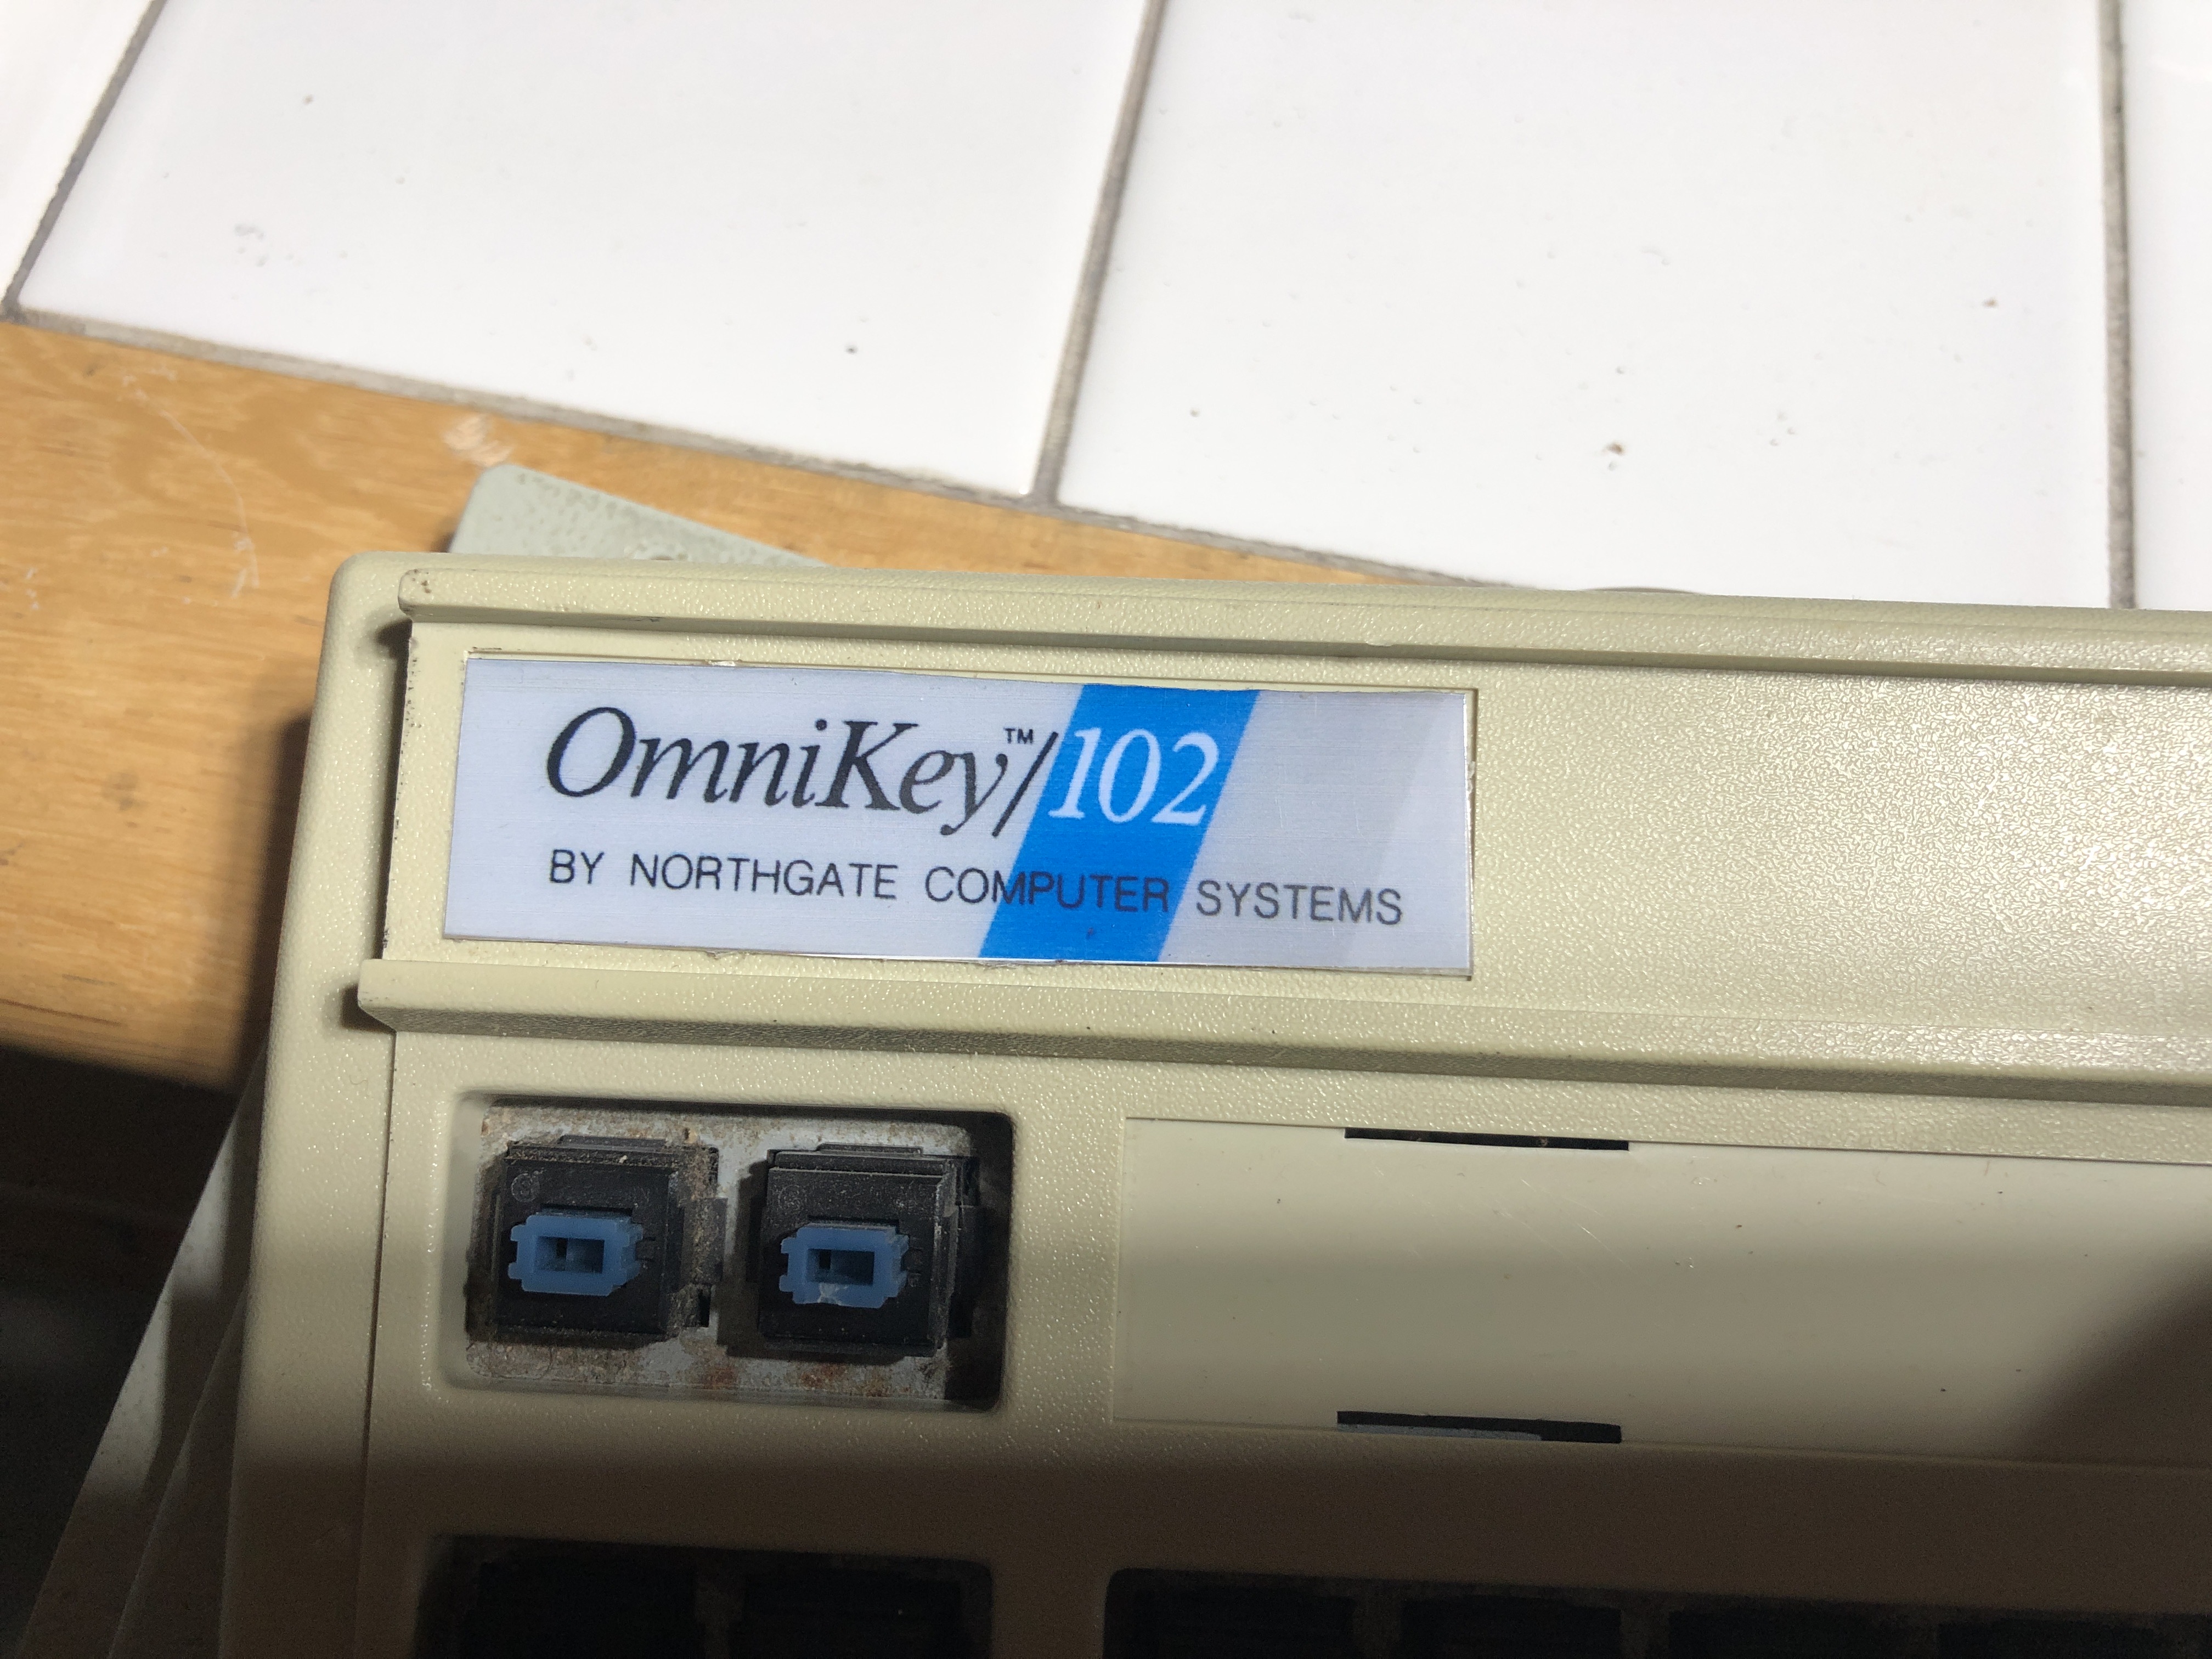 OmniKey™/102
BY NORTHGATE COMPUTER SYSTEMS